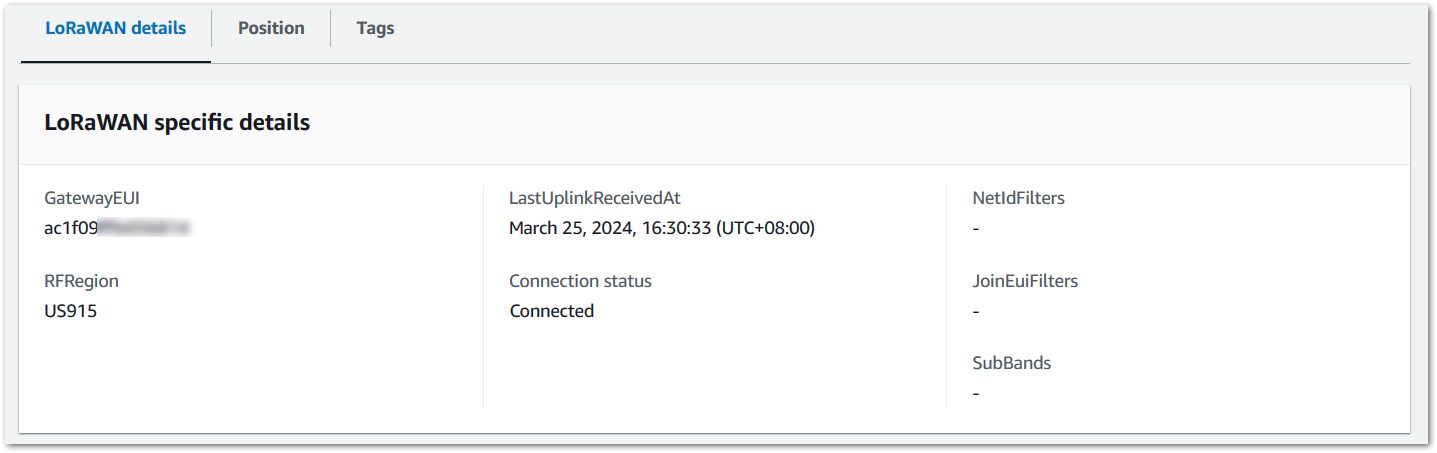 LoRaWAN details
Position
Tags
LoRaWAN specific details
GatewayEUI
ac1f09
RFRegion
US915
LastUplinkReceivedAt
March 25, 2024, 16:30:33 (UTC+08:00)
Connection status
Connected
NetIdFilters
-
JoinEuiFilters
-
SubBands
-